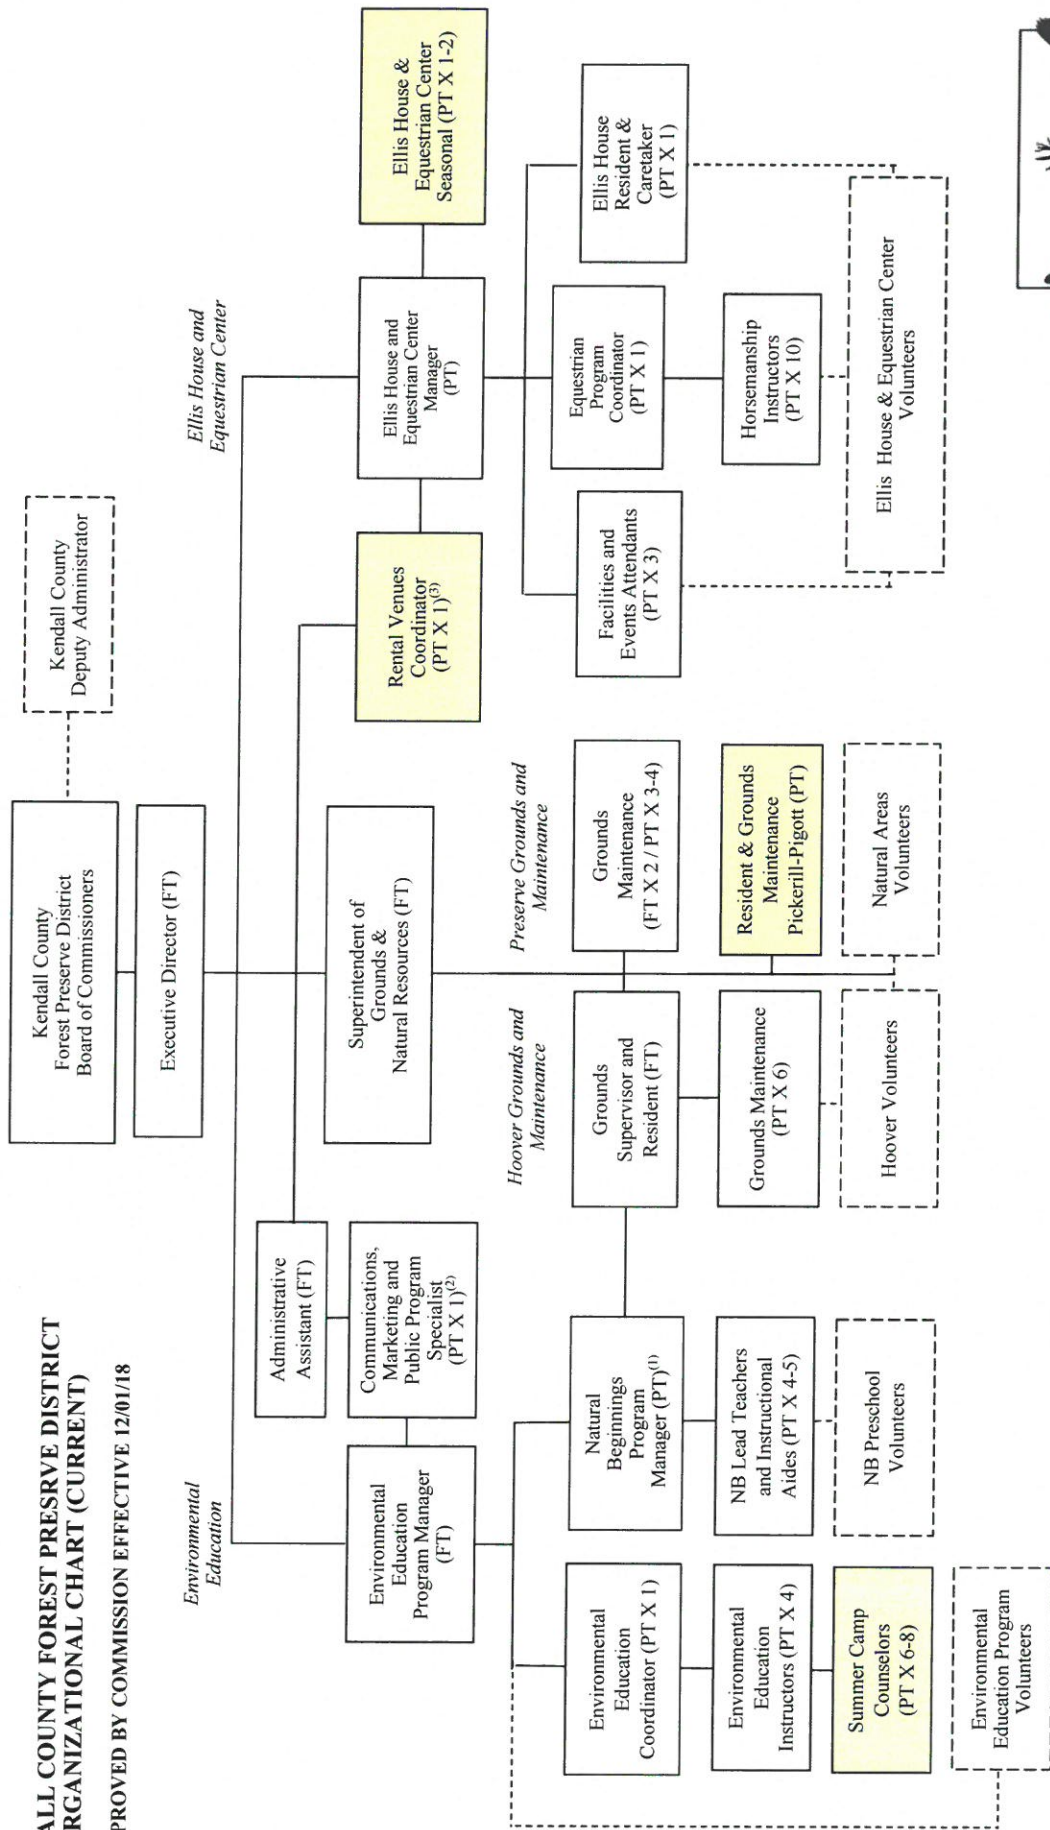 ALL COUNTY FOREST PRESRVE DISTRICT
RGANIZATIONAL CHART (CURRENT)
PROVED BY COMMISSION EFFECTIVE 12/01/18
Kendall County
Forest Preserve District
Board of Commissioners
Kendall County
Deputy Administrator
Executive Director (FT)
Environmental
Education
Ellis House and
Equestrian Center
Administrative
Assistant (FT)
Communications,
Marketing and
Public Program
Specialist
(PT X 1)(2)
Environmental
Education
Program Manager
(FT)
Superintendent of
Grounds &
Natural Resources (FT)
Rental Venues
Coordinator
(PT X 1)(3)
Ellis House and
Equestrian Center
Manager
(PT)
Ellis House &
Equestrian Center
Seasonal (PT X 1-2)
Hoover Grounds and
Maintenance
Preserve Grounds and
Maintenance
Environmental
Education
Coordinator (PT X 1)
Natural
Beginnings
Program
Manager (PT)(1)
Grounds
Supervisor and
Resident (FT)
Grounds
Maintenance
(FT X 2 / PT X 3-4)
Facilities and
Events Attendants
(PT X 3)
Equestrian
Program
Coordinator
(PT X 1)
Ellis House
Resident &
Caretaker
(PT X 1)
Environmental
Education
Instructors (PT X 4)
NB Lead Teachers
and Instructional
Aides (PT X 4-5)
Grounds Maintenance
(PT X 6)
Resident & Grounds
Maintenance
Pickerill-Pigott (PT)
Horsemanship
Instructors
(PT X 10)
Summer Camp
Counselors
(PT X 6-8)
NB Preschool
Volunteers
Hoover Volunteers
Natural Areas
Volunteers
Ellis House & Equestrian Center
Volunteers
Environmental
Education Program
Volunteers